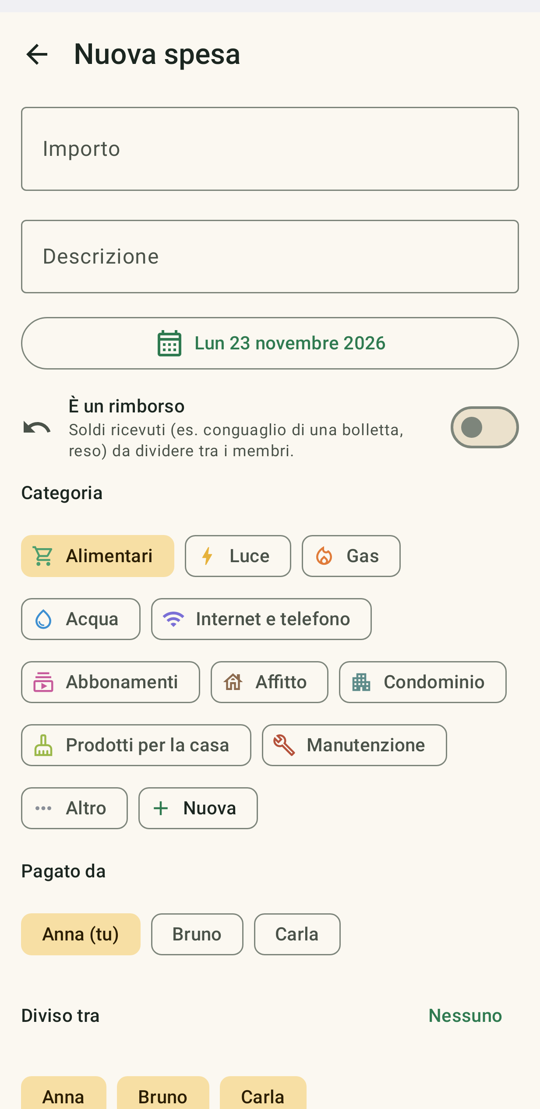 Nuova spesa
Importo
Descrizione
Lun 23 novembre 2026
È un rimborso
Soldi ricevuti (es. conguaglio di una bolletta,
reso) da dividere tra i membri.
Categoria
Alimentari Luce Gas
Acqua Internet e telefono
Abbonamenti Affitto Condominio
Prodotti per la casa Manutenzione
Altro Nuova
Pagato da
Anna (tu) Bruno Carla
Diviso tra Nessuno
Anna Bruno Carla